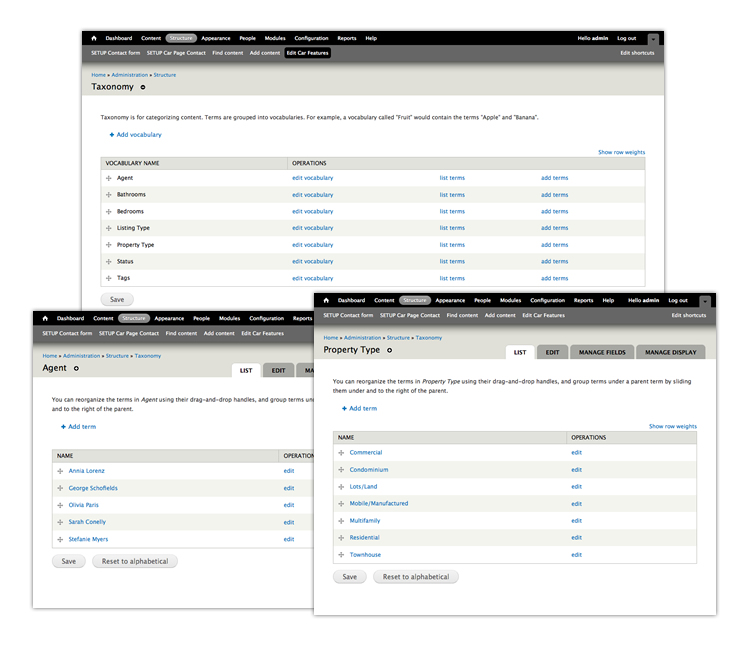 Dashboard Content Structure Appearance People Modules Configuration Reports Help Hello admin Log out
SETUP Contact form SETUP Car Page Contact Find content Add content Edit Car Features Edit shortcuts
Home » Administration » Structure
Taxonomy
Taxonomy is for categorizing content. Terms are grouped into vocabularies. For example, a vocabulary called "Fruit" would contain the terms "Apple" and "Banana".
+ Add vocabulary
Show row weights
VOCABULARY NAME OPERATIONS
Agent edit vocabulary list terms add terms
Bathrooms edit vocabulary list terms add terms
Bedrooms edit vocabulary list terms add terms
Listing Type edit vocabulary list terms add terms
Property Type edit vocabulary list terms add terms
Status edit vocabulary list terms add terms
Tags edit vocabulary list terms add terms
Save
Dashboard Content Structure Appearance People Modules Configuration Reports
SETUP Contact form SETUP Car Page Contact Find content Add content Edit Car Features
Home » Administration » Structure » Taxonomy
Agent LIST EDIT MA
You can reorganize the terms in Agent using their drag-and-drop handles, and group terms und
and to the right of the parent.
+ Add term
NAME OPERATION
Annia Lorenz edit
George Schofields edit
Olivia Paris edit
Sarah Conelly edit
Stefanie Myers edit
Save Reset to alphabetical
Dashboard Content Structure Appearance People Modules Configuration Reports Help Hello admin Log out
SETUP Contact form SETUP Car Page Contact Find content Add content Edit Car Features Edit shortcuts
Home » Administration » Structure » Taxonomy
Property Type LIST EDIT MANAGE FIELDS MANAGE DISPLAY
You can reorganize the terms in Property Type using their drag-and-drop handles, and group terms under a parent term by sliding
them under and to the right of the parent.
+ Add term
Show row weights
NAME OPERATIONS
Commercial edit
Condominium edit
Lots/Land edit
Mobile/Manufactured edit
Multifamily edit
Residential edit
Townhouse edit
Save Reset to alphabetical